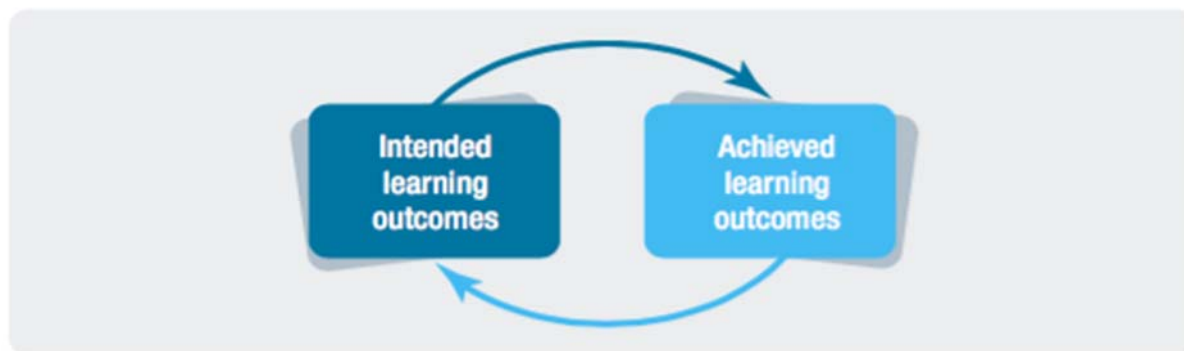 Intended
learning
outcomes
Achieved
learning
outcomes